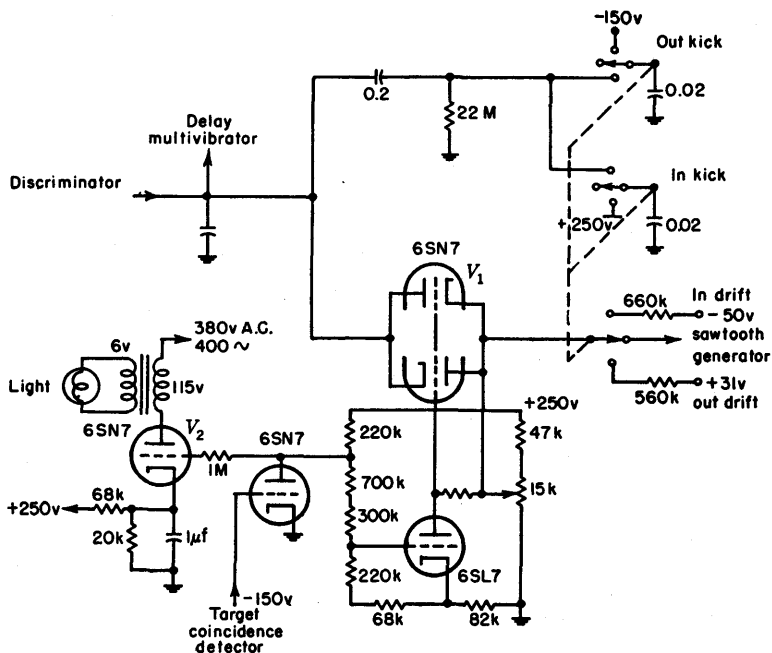 -150v
Out kick
0.2
0.02
22 M
Delay
multivibrator
Discriminator
In kick
+250v
0.02
6SN7
V1
660k
In drift
-50v
sawtooth
generator
+31v
560k
out drift
380v A.C.
400 ~
6v
Light
115v
6SN7
V2
6SN7
+250v
220k
47k
1M
700k
15k
+250v
68k
300k
20k
1µf
220k
6SL7
-150v
68k
82k
Target
coincidence
detector